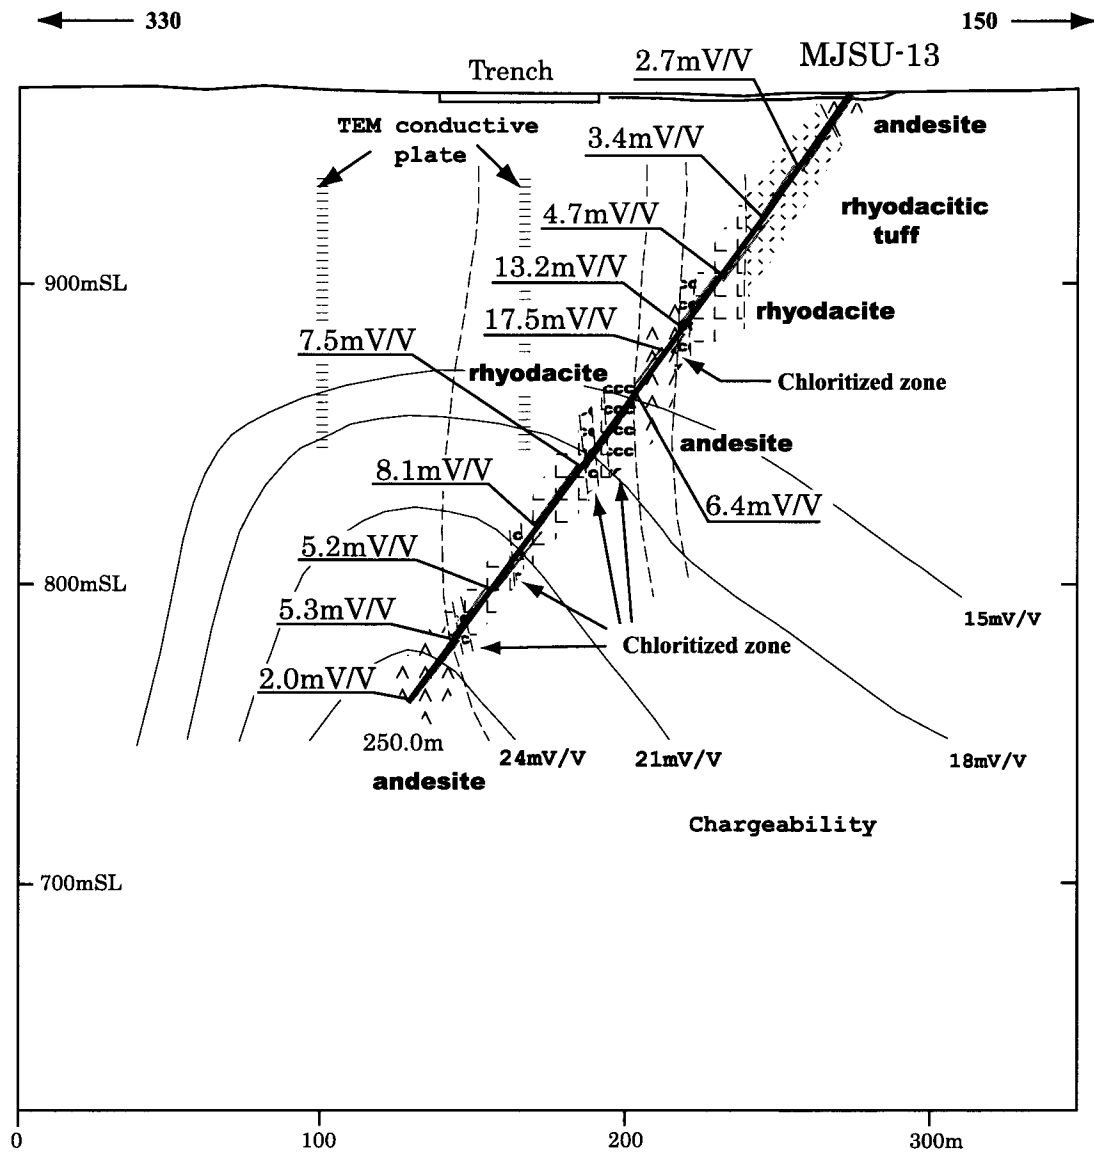 330
150
MJSU-13
2.7mV/V
Trench
TEM conductive
plate
andesite
3.4mV/V
rhyodacitic
tuff
4.7mV/V
13.2mV/V
900mSL
rhyodacite
17.5mV/V
7.5mV/V
rhyodacite
Chloritized zone
andesite
8.1mV/V
6.4mV/V
5.2mV/V
800mSL
5.3mV/V
15mV/V
Chloritized zone
2.0mV/V
250.0m
24mV/V
21mV/V
18mV/V
andesite
Chargeability
700mSL
0
100
200
300m